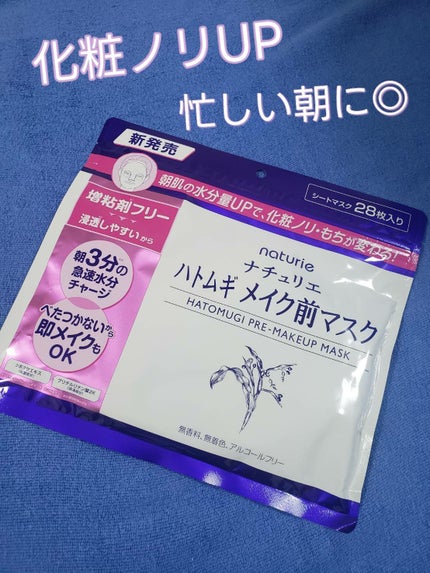 化粧ノリUP
忙しい朝に◎
新発売
朝肌の水分量UPで、化粧ノリ・もちが変わる!
シートマスク 28枚入り
増粘剤フリー
浸透しやすいから
朝3分の
急速水分
チャージ
べたつかないから
即メイクも
OK
naturie
ナチュリエ
ハトムギ メイク前マスク
HATOMUGI PRE-MAKEUP MASK
無香料、無着色、アルコールフリー